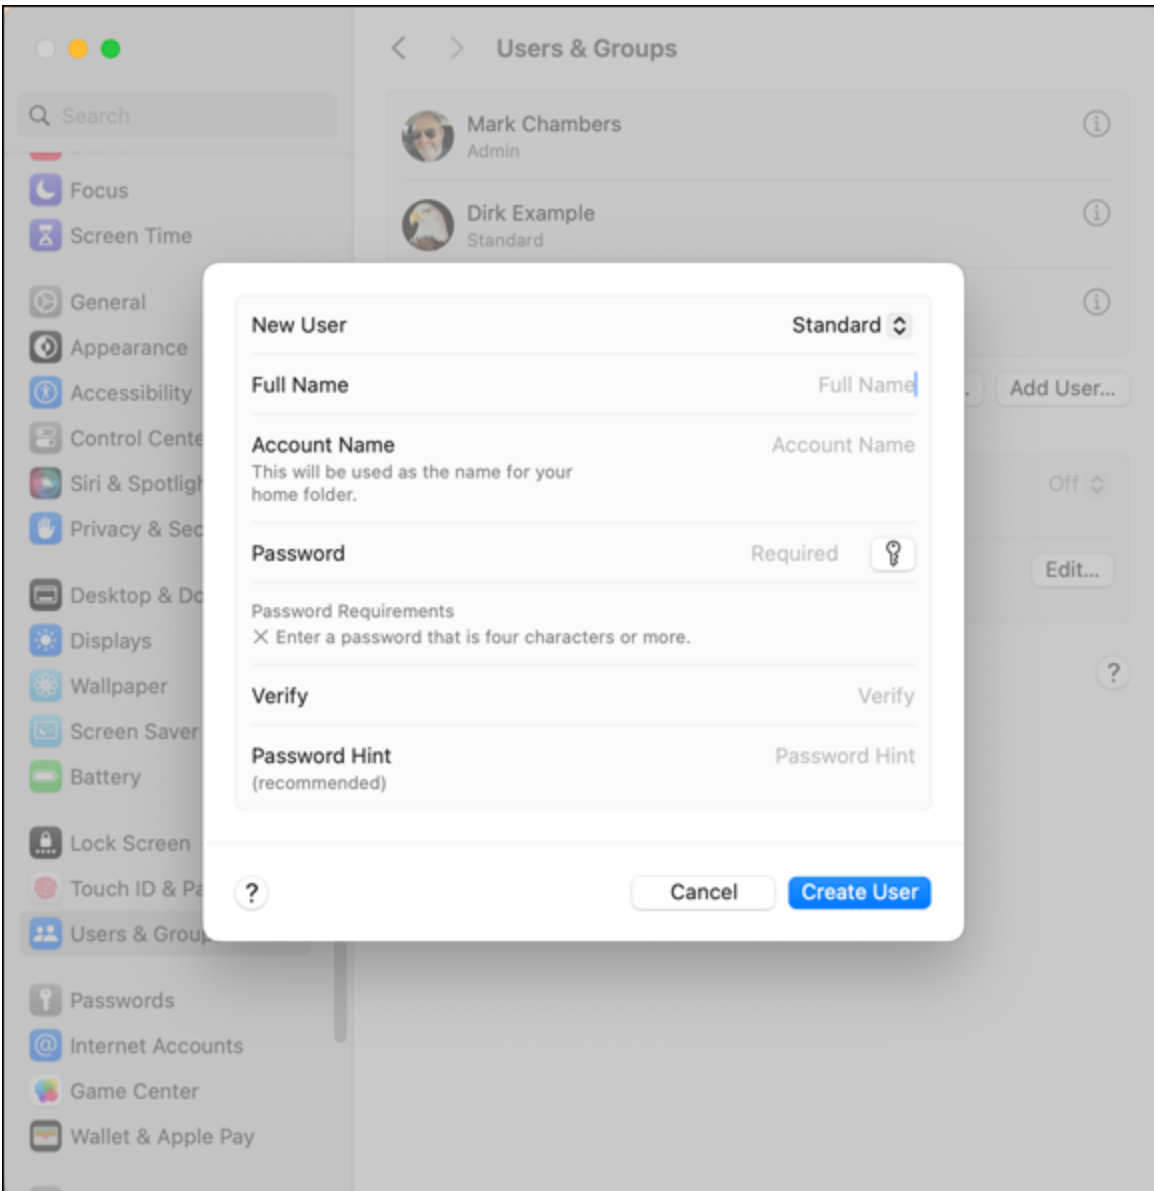 Users & Groups
Search
Focus
Screen Time
General
Appearance
Accessibility
Control Cente
Siri & Spotligh
Privacy & Sec
Desktop & Do
Displays
Wallpaper
Screen Saver
Battery
Lock Screen
Touch ID & Pa
Users & Group
Passwords
Internet Accounts
Game Center
Wallet & Apple Pay
Mark Chambers
Admin
Dirk Example
Standard
Add User...
Off
Edit...
?
New User Standard
Full Name Full Name
Account Name Account Name
This will be used as the name for your
home folder.
Password Required
Password Requirements
× Enter a password that is four characters or more.
Verify Verify
Password Hint Password Hint
(recommended)
? Cancel Create User